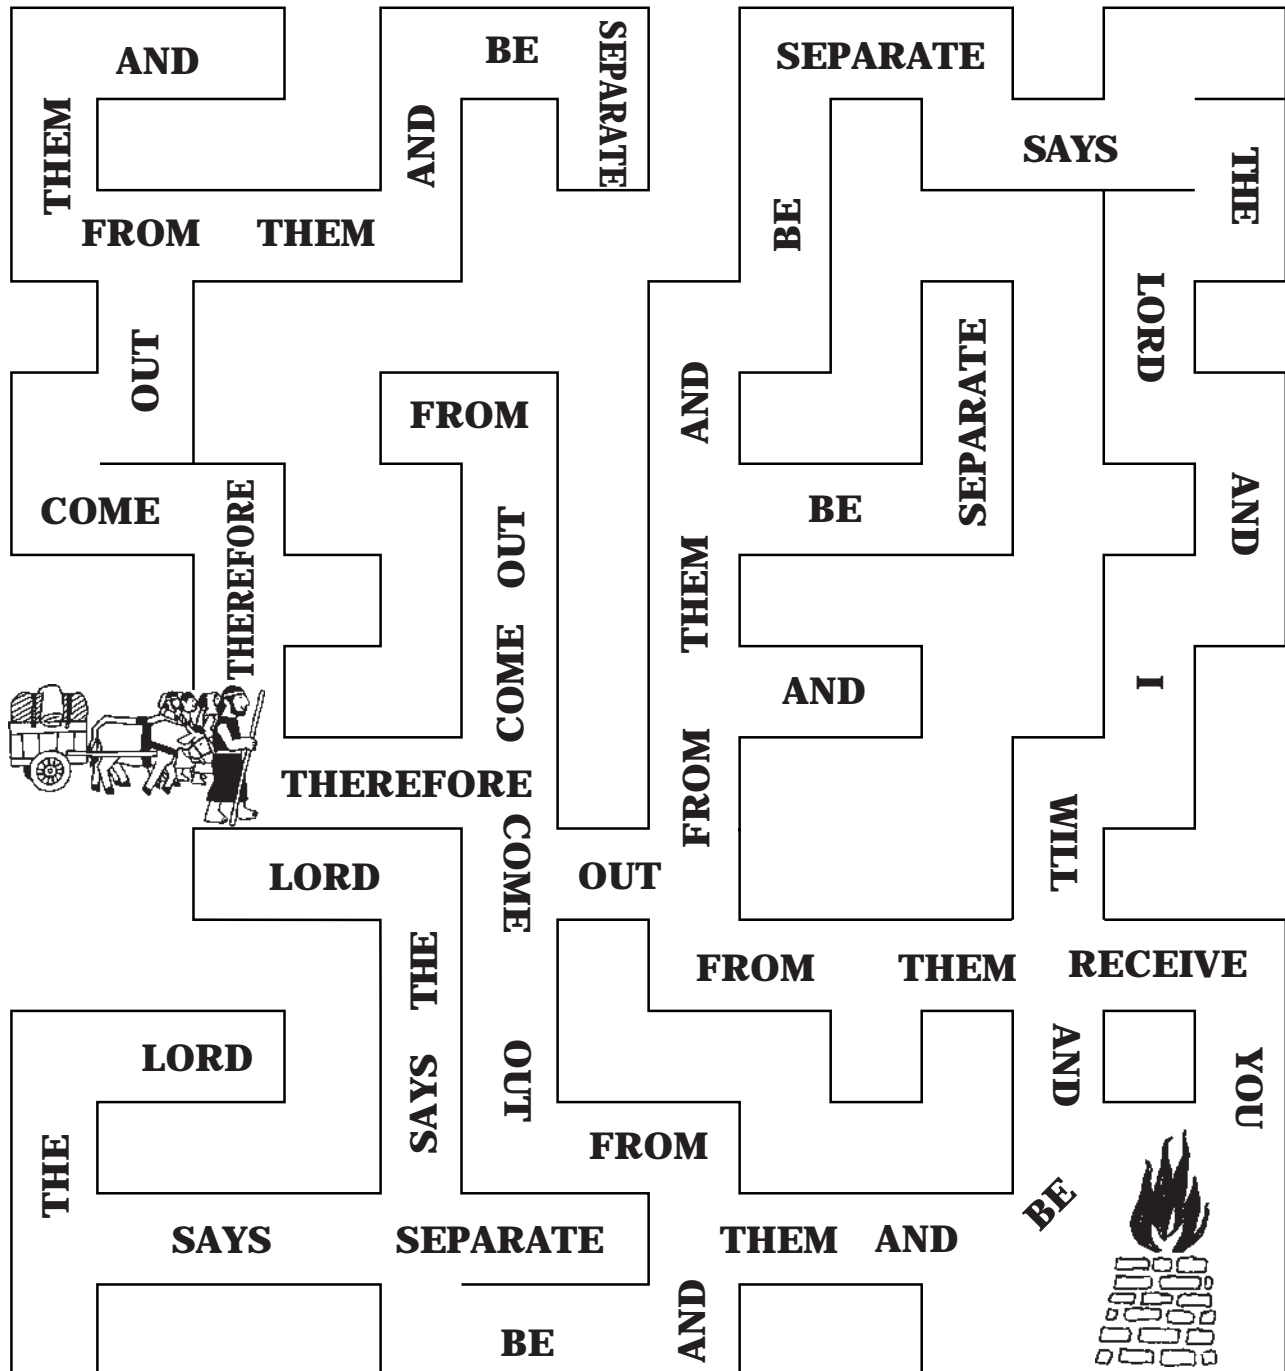 AND
BE
SEPARATE
SEPARATE
THEM
AND
SAYS
THE
FROM THEM
BE
OUT
LORD
FROM
AND
SEPARATE
COME
THEREFORE
OUT
BE
AND
COME
THEM
AND
I
THEREFORE
FROM
WILL
COME
LORD
OUT
THE
FROM THEM RECEIVE
LORD
SAYS
OUT
AND
YOU
THE
FROM
BE
SAYS SEPARATE THEM AND
BE
AND